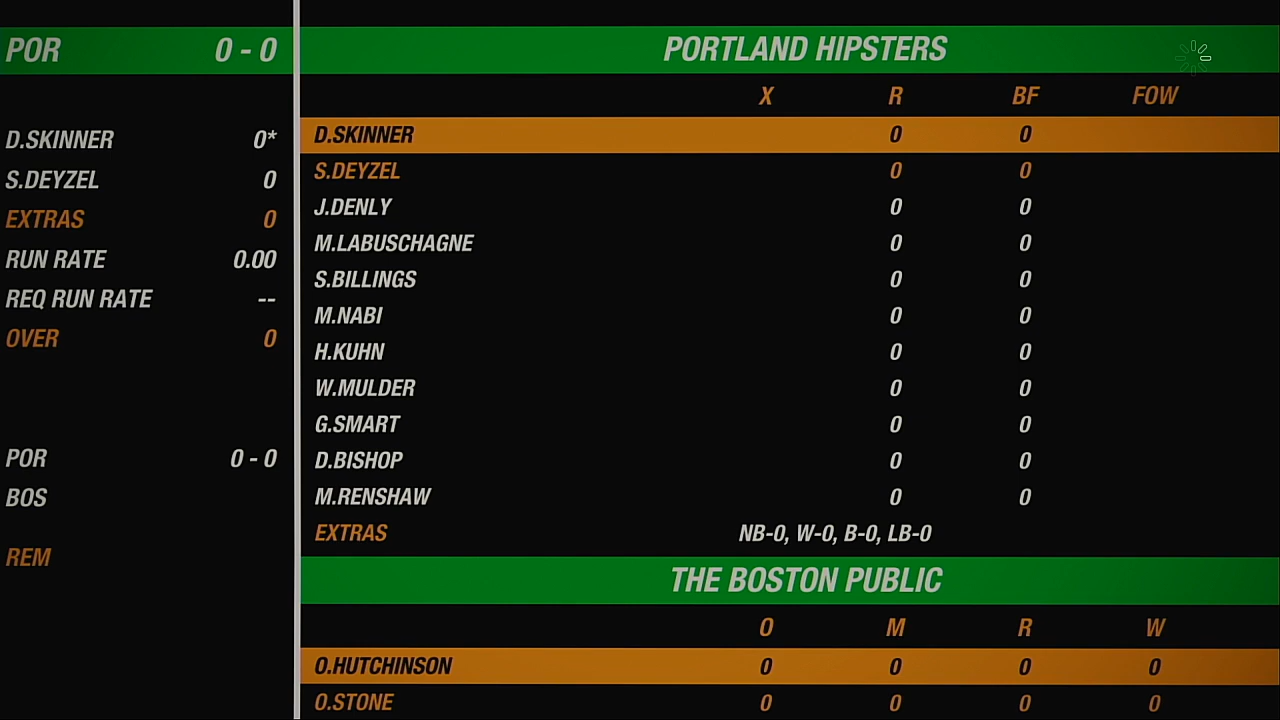 POR 0 - 0
D.SKINNER 0*
S.DEYZEL 0
EXTRAS 0
RUN RATE 0.00
REQ RUN RATE --
OVER 0
POR 0 - 0
BOS
REM
PORTLAND HIPSTERS
X R BF FOW
D.SKINNER 0 0
S.DEYZEL 0 0
J.DENLY 0 0
M.LABUSCHAGNE 0 0
S.BILLINGS 0 0
M.NABI 0 0
H.KUHN 0 0
W.MULDER 0 0
G.SMART 0 0
D.BISHOP 0 0
M.RENSHAW 0 0
EXTRAS NB-0, W-0, B-0, LB-0
THE BOSTON PUBLIC
O M R W
O.HUTCHINSON 0 0 0 0
O.STONE 0 0 0 0